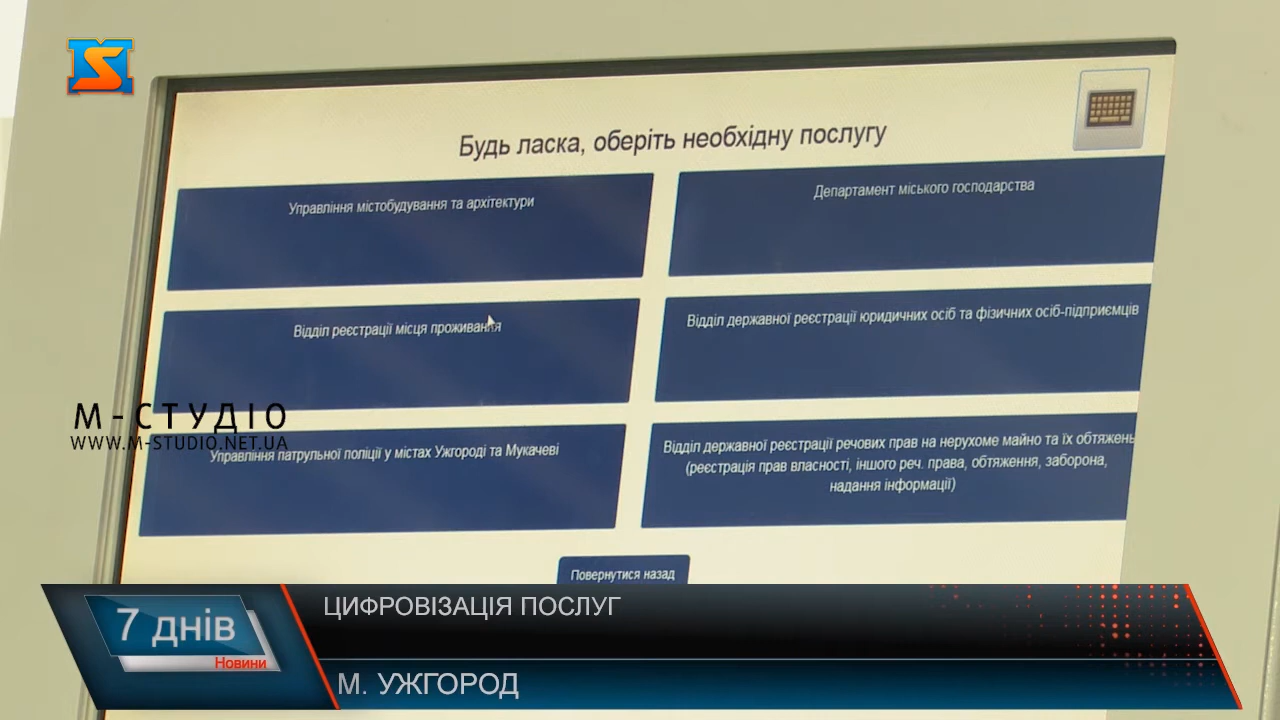 Будь ласка, оберіть необхідну послугу
Управління містобудування та архітектури
Департамент міського господарства
Відділ реєстрації місця проживання
Відділ державної реєстрації юридичних осіб та фізичних осіб-підприємців
М-СТУДІО
WWW.M-STUDIO.NET.UA
Управління патрульної поліції у містах Ужгороді та Мукачеві
Відділ державної реєстрації речових прав на нерухоме майно та їх обтяжень
(реєстрація прав власності, іншого реч. права, обтяження, заборона,
надання інформації)
Повернутися назад
7 днів
Новини
ЦИФРОВІЗАЦІЯ ПОСЛУГ
М. УЖГОРОД